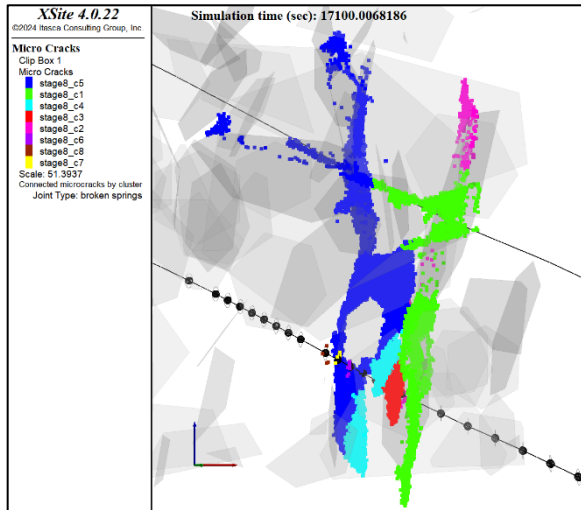 XSite 4.0.22
©2024 Itasca Consulting Group, Inc.
Micro Cracks
Clip Box 1
Micro Cracks
stage8_c5
stage8_c1
stage8_c4
stage8_c3
stage8_c2
stage8_c6
stage8_c8
stage8_c7
Scale: 51.3937
Connected microcracks by cluster
Joint Type: broken springs
Simulation time (sec): 17100.0068186